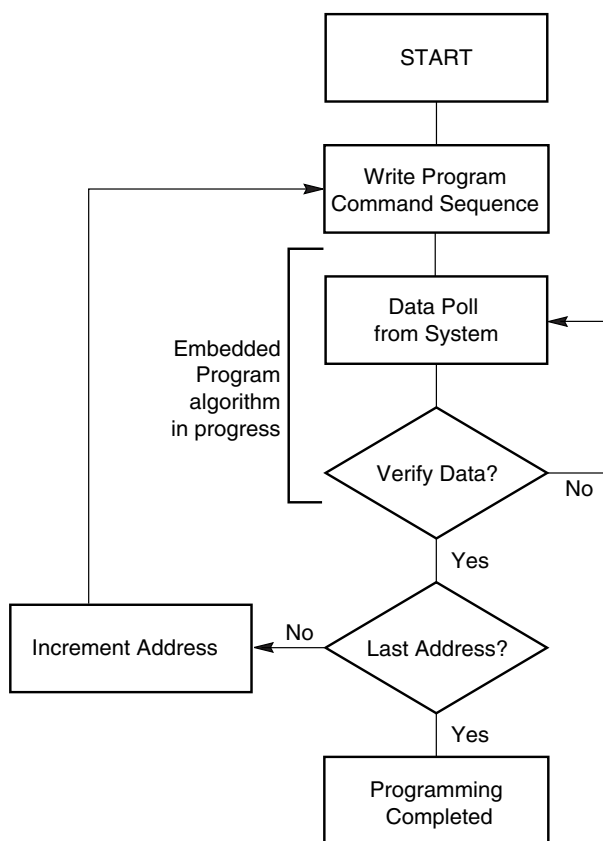 START
Write Program
Command Sequence
Data Poll
from System
Embedded
Program
algorithm
in progress
Verify Data?
No
Yes
Increment Address
No
Last Address?
Yes
Programming
Completed